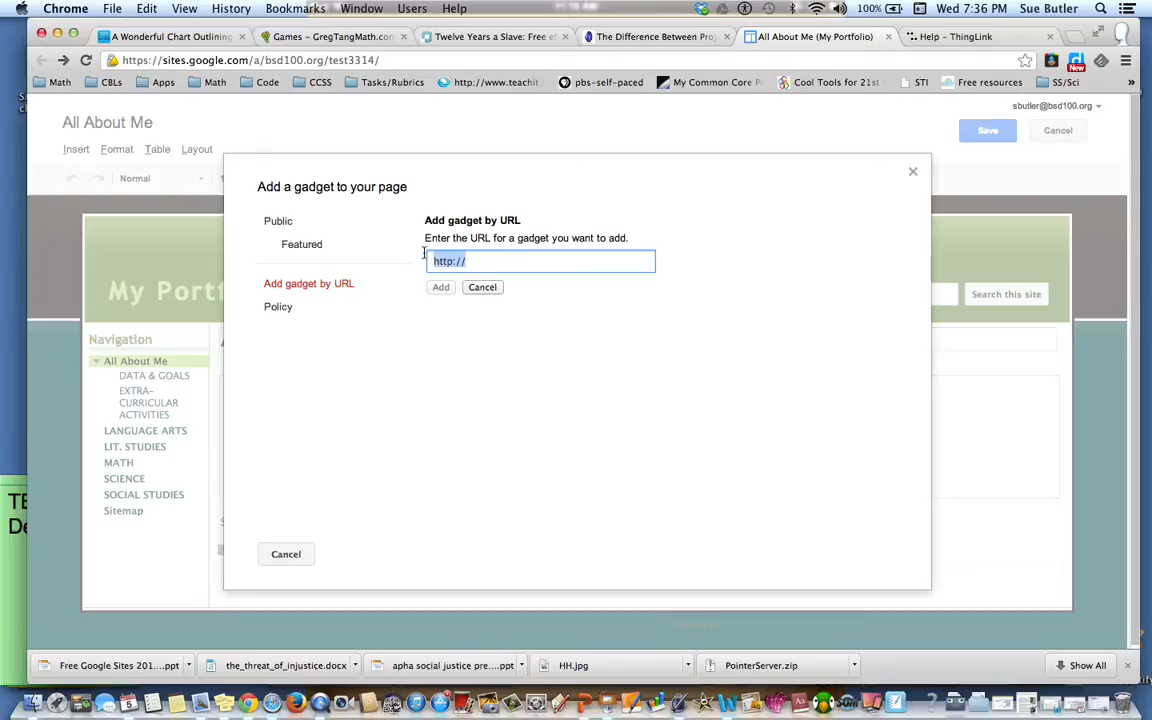 Chrome File Edit View History Bookmarks Window Users Help 100% Wed 7:36 PM Sue Butler
A Wonderful Chart Outlining Games - GregTangMath.com Twelve Years a Slave: Free el The Difference Between Pro All About Me (My Portfolio) Help - ThingLink
https://sites.google.com/a/bsd100.org/test3314/
Math CBLs Apps Math Code CCSS Tasks/Rubrics http://www.teachit pbs-self-paced My Common Core P Cool Tools for 21st STI Free resources SS/Sci »
New
sbutler@bsd100.org
All About Me
Save Cancel
Insert Format Table Layout
Normal
Add a gadget to your page
Public
Featured
Add gadget by URL
Policy
Add gadget by URL
Enter the URL for a gadget you want to add.
http://
Add Cancel
Cancel
My Portf
Search this site
Navigation
All About Me
DATA & GOALS
EXTRA-
CURRICULAR
ACTIVITIES
LANGUAGE ARTS
LIT. STUDIES
MATH
SCIENCE
SOCIAL STUDIES
Sitemap
TE
De
Free Google Sites 201....ppt the_threat_of_injustice.docx apha social justice pre....ppt HH.jpg PointerServer.zip Show All